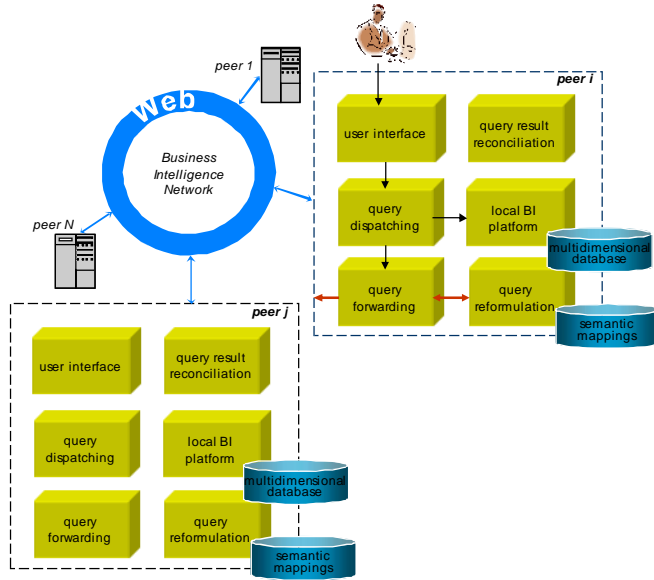 peer 1
peer i
Web
user interface
query result
reconciliation
Business
Intelligence
Network
peer N
query
dispatching
local BI
platform
multidimensional
database
query
forwarding
query
reformulation
semantic
mappings
peer j
user interface
query result
reconciliation
query
dispatching
local BI
platform
multidimensional
database
query
forwarding
query
reformulation
semantic
mappings